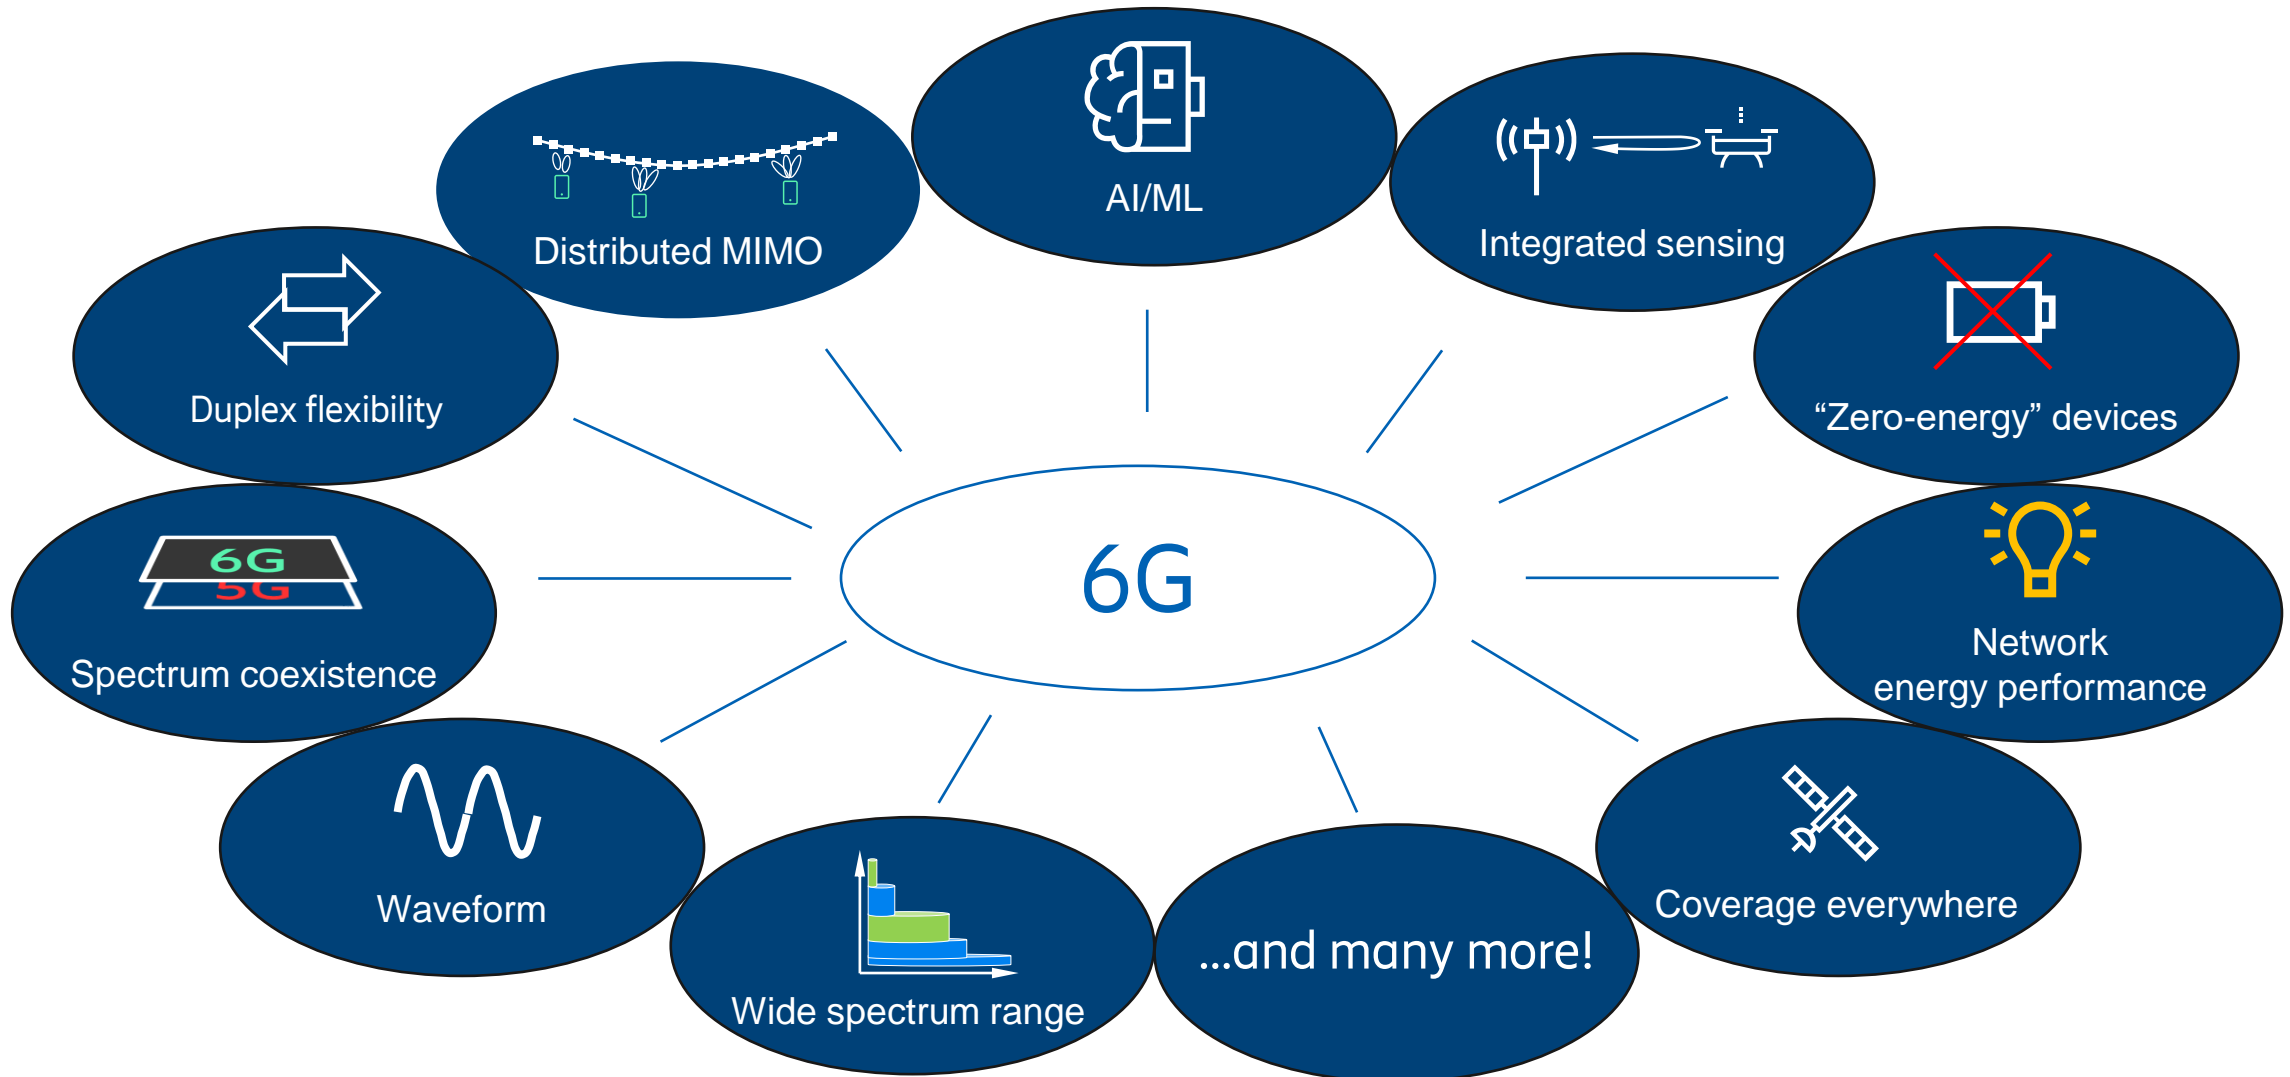 AI/ML
Distributed MIMO
Integrated sensing
Duplex flexibility
“Zero-energy” devices
6G
6G
5G
Spectrum coexistence
Network
energy performance
Waveform
Coverage everywhere
Wide spectrum range
...and many more!